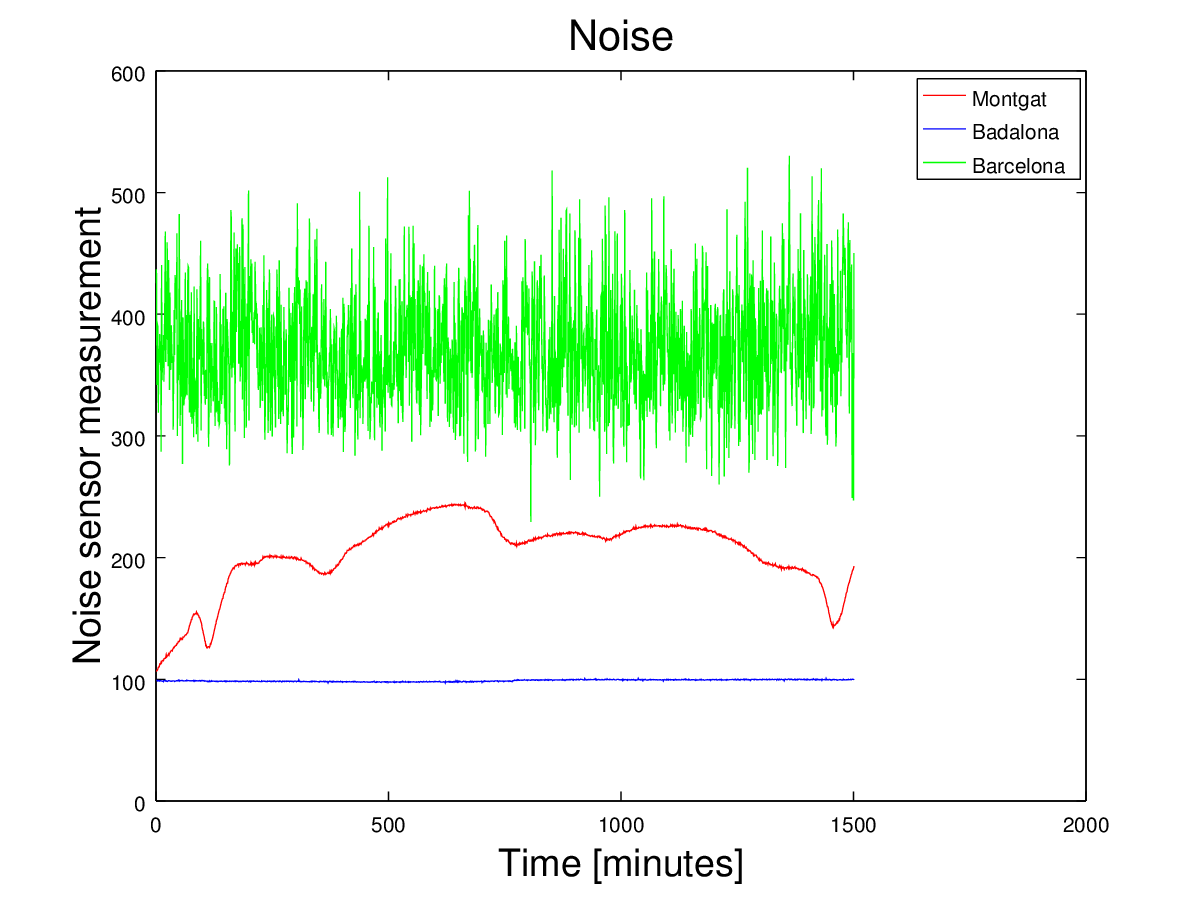 Noise
600
500
400
300
200
100
0
Noise sensor measurement
Montgat
Badalona
Barcelona
0 500 1000 1500 2000
Time [minutes]